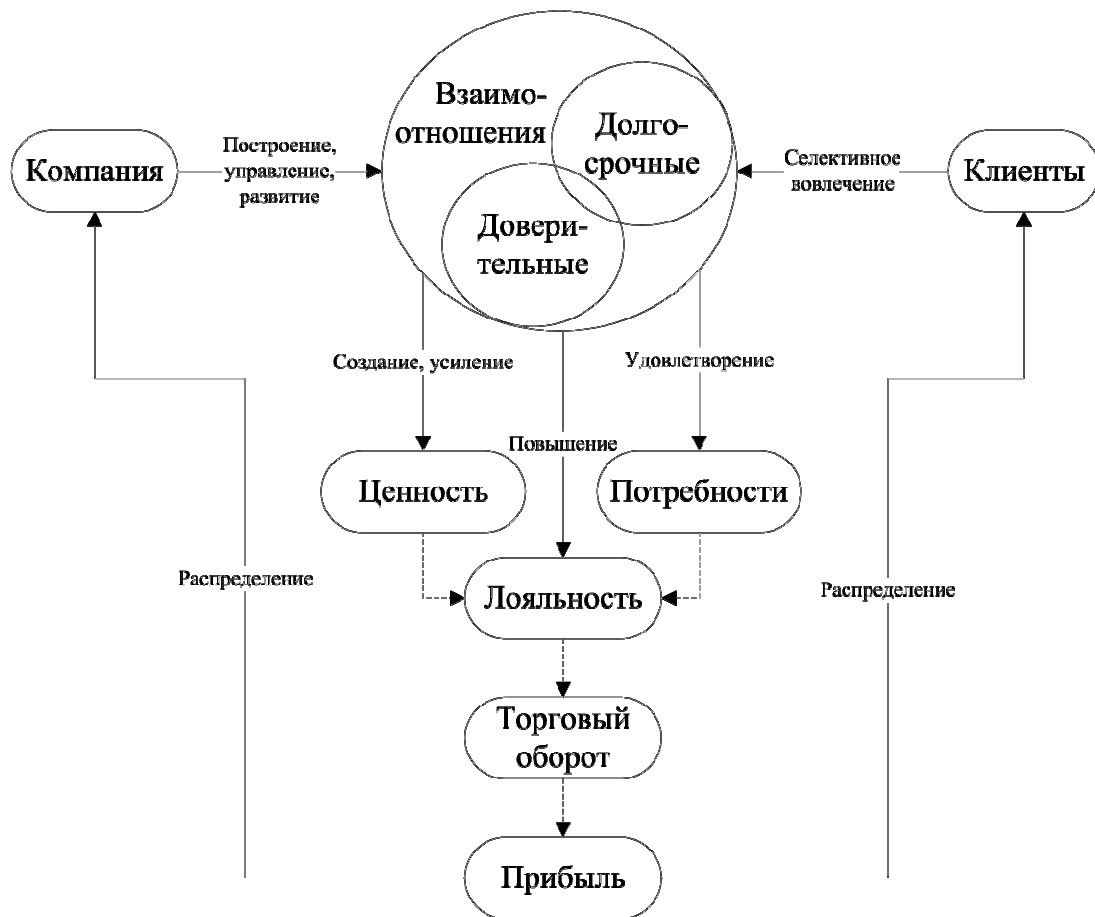 Взаимо-
отношения
Долго-
срочные
Довери-
тельные
Компания
Построение,
управление,
развитие
Селективное
вовлечение
Клиенты
Создание, усиление
Удовлетворение
Повышение
Ценность
Потребности
Распределение
Лояльность
Распределение
Торговый
оборот
Прибыль